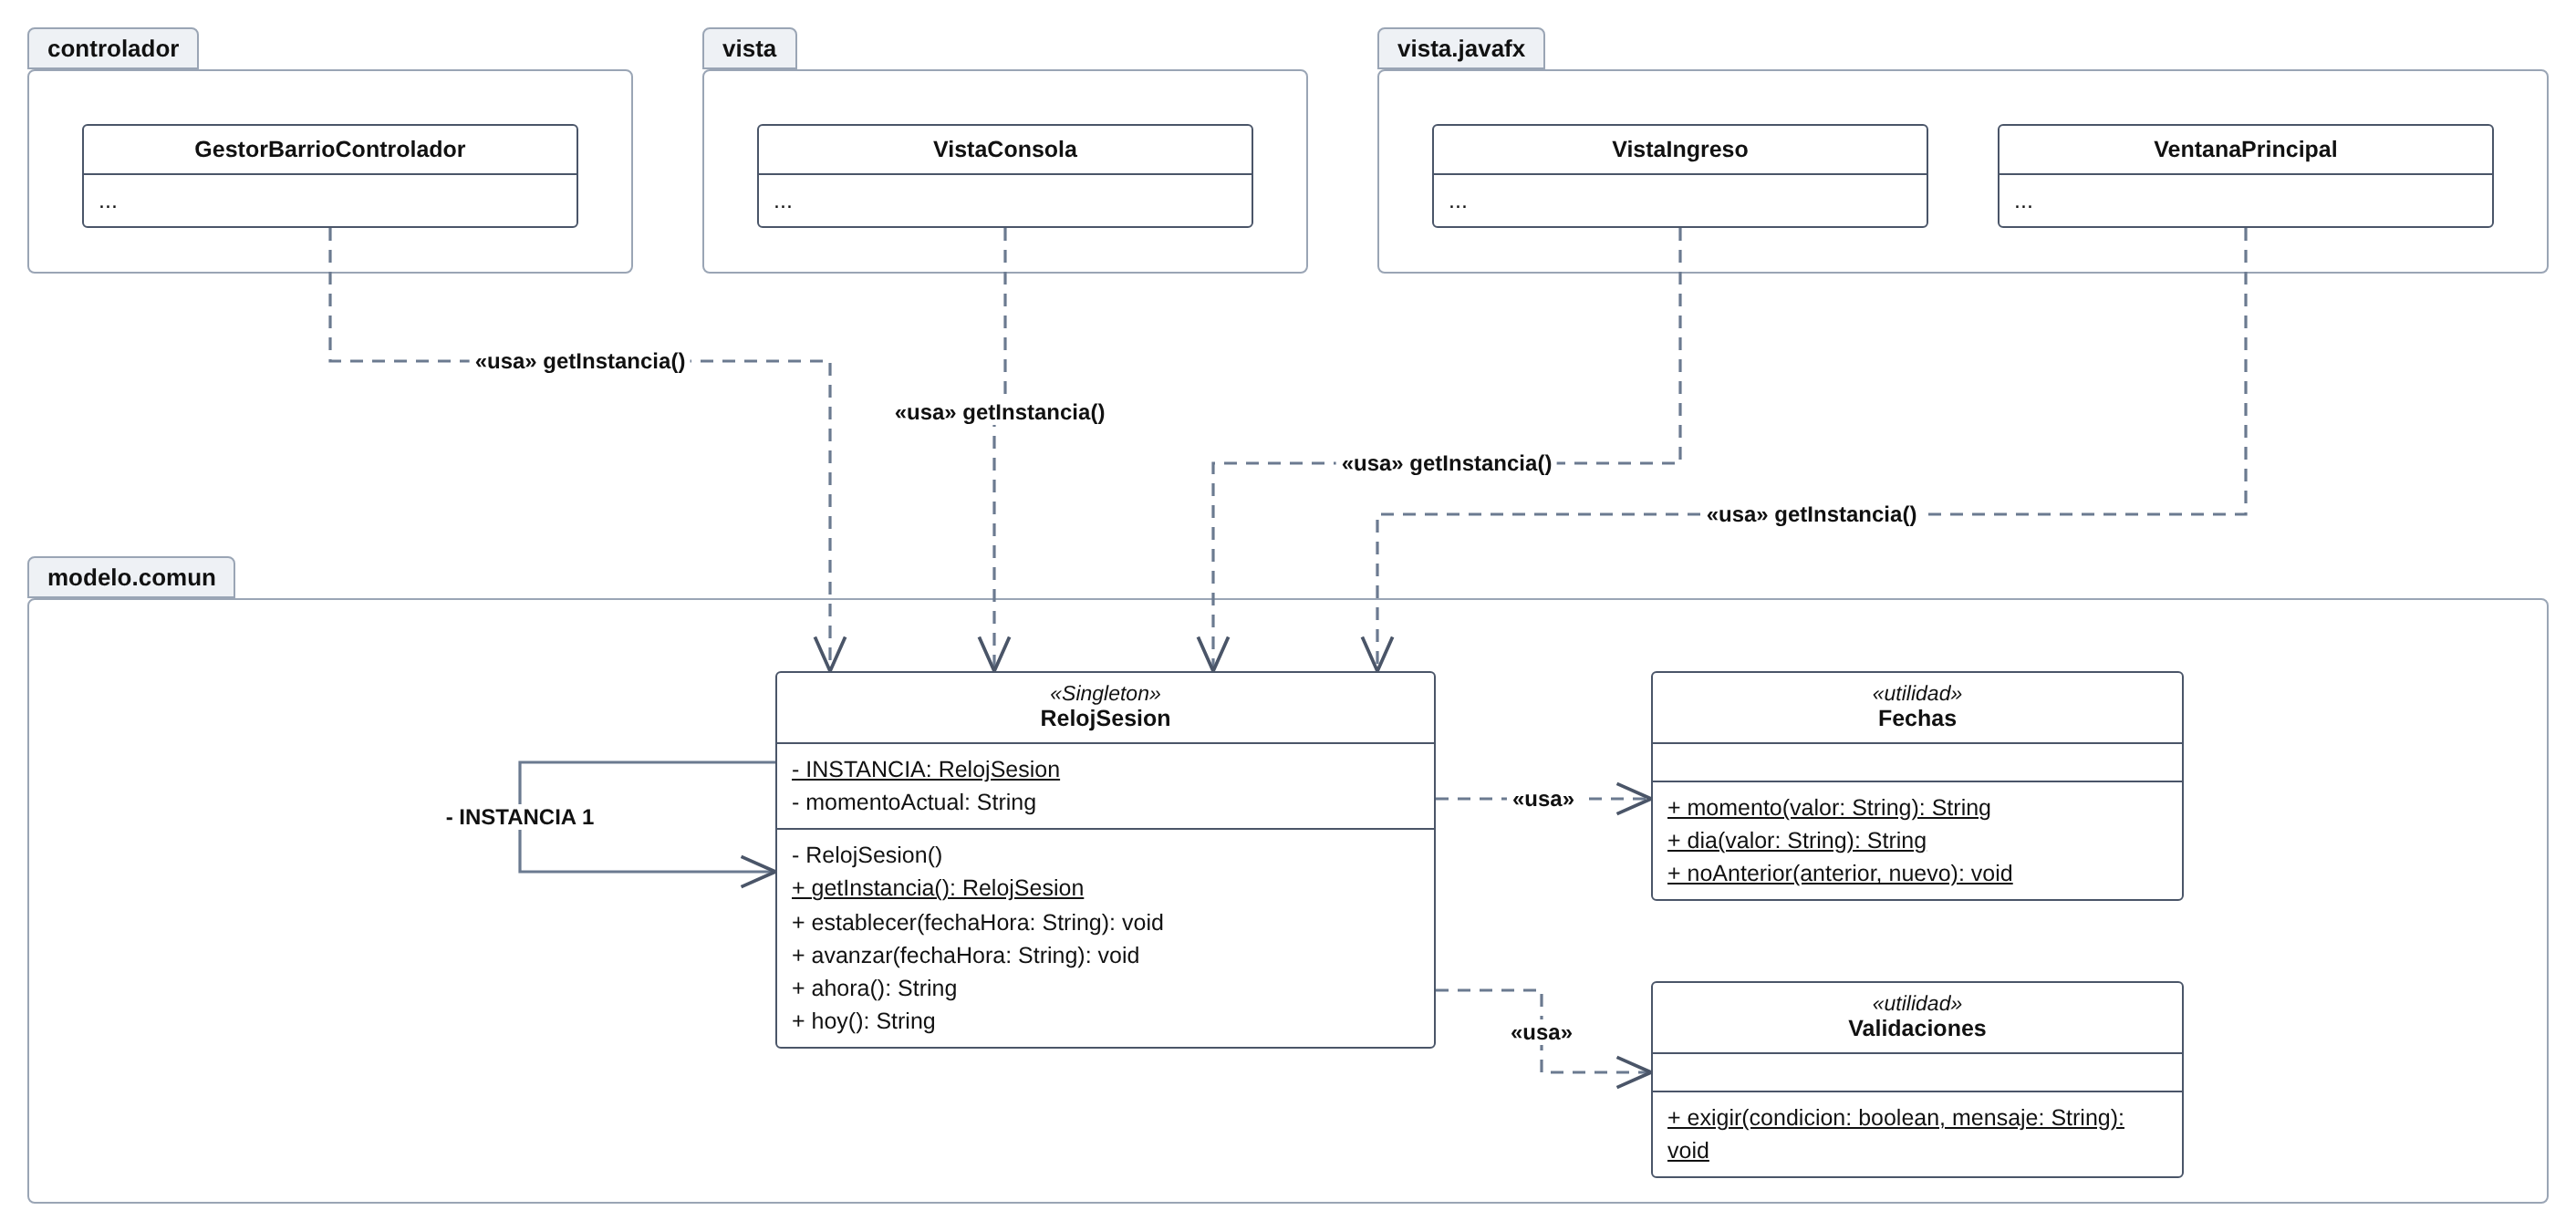 controlador
vista
vista.javafx
GestorBarrioControlador
...
VistaConsola
...
VistaIngreso
...
VentanaPrincipal
...
«usa» getInstancia()
«usa» getInstancia()
«usa» getInstancia()
«usa» getInstancia()
modelo.comun
«Singleton»
RelojSesion
- INSTANCIA: RelojSesion
- momentoActual: String
- RelojSesion()
+ getInstancia(): RelojSesion
+ establecer(fechaHora: String): void
+ avanzar(fechaHora: String): void
+ ahora(): String
+ hoy(): String
- INSTANCIA 1
«usa»
«utilidad»
Fechas
+ momento(valor: String): String
+ dia(valor: String): String
+ noAnterior(anterior, nuevo): void
«usa»
«utilidad»
Validaciones
+ exigir(condicion: boolean, mensaje: String):
void